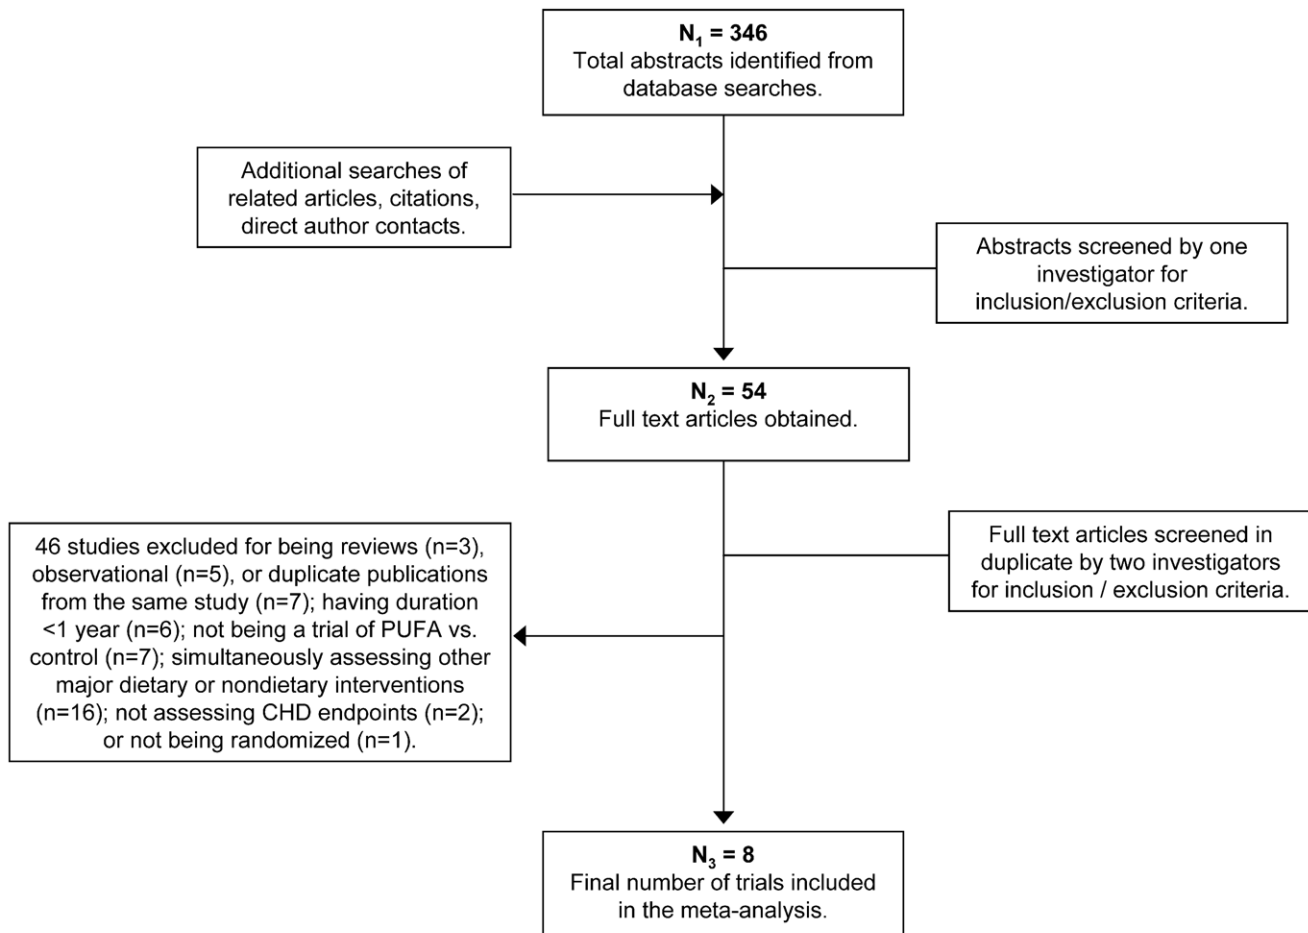 N₁ = 346
Total abstracts identified from
database searches.
Additional searches of
related articles, citations,
direct author contacts.
Abstracts screened by one
investigator for
inclusion/exclusion criteria.
N₂ = 54
Full text articles obtained.
46 studies excluded for being reviews (n=3),
observational (n=5), or duplicate publications
from the same study (n=7); having duration
<1 year (n=6); not being a trial of PUFA vs.
control (n=7); simultaneously assessing other
major dietary or nondietary interventions
(n=16); not assessing CHD endpoints (n=2);
or not being randomized (n=1).
Full text articles screened in
duplicate by two investigators
for inclusion / exclusion criteria.
N₃ = 8
Final number of trials included
in the meta-analysis.